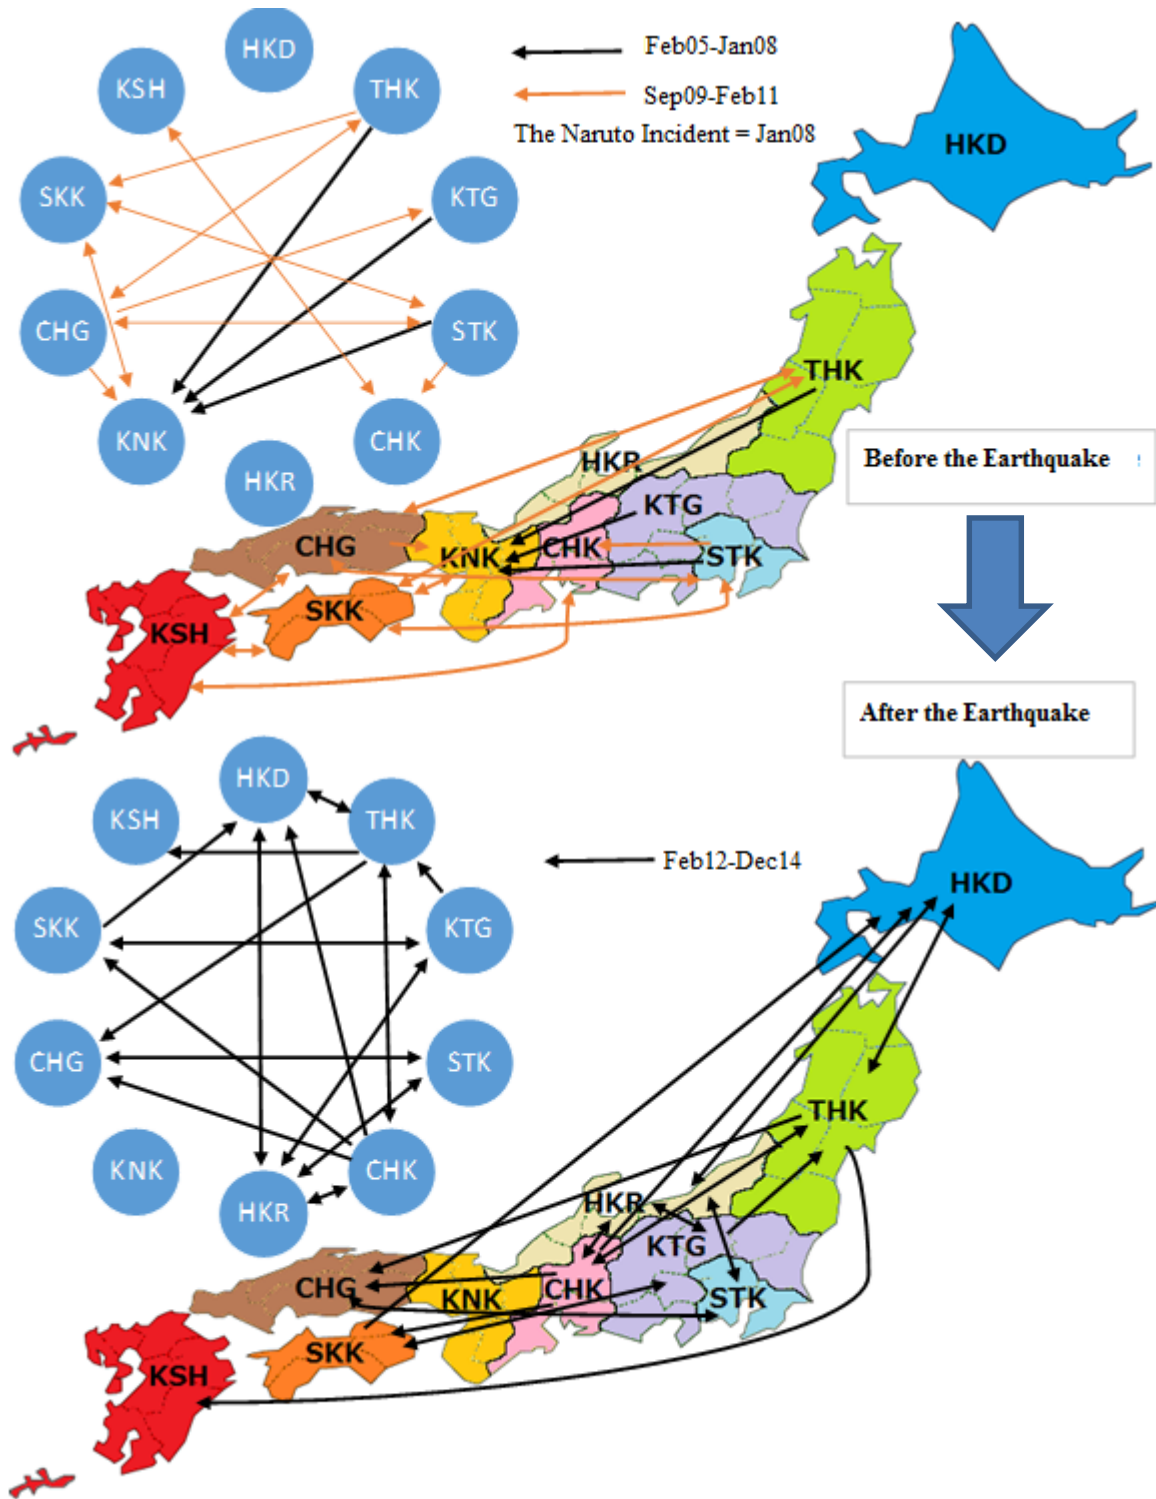 HKD
KSH
THK
SKK
KTG
CHG
STK
KNK
CHK
HKR
Feb05-Jan08
Sep09-Feb11
The Naruto Incident = Jan08
HKD
THK
HKR
KTG
CHG
KNK
CHK
STK
SKK
KSH
Before the Earthquake
After the Earthquake
HKD
KSH
THK
SKK
KTG
CHG
STK
KNK
CHK
HKR
Feb12-Dec14
HKD
THK
HKR
KTG
CHG
KNK
CHK
STK
SKK
KSH